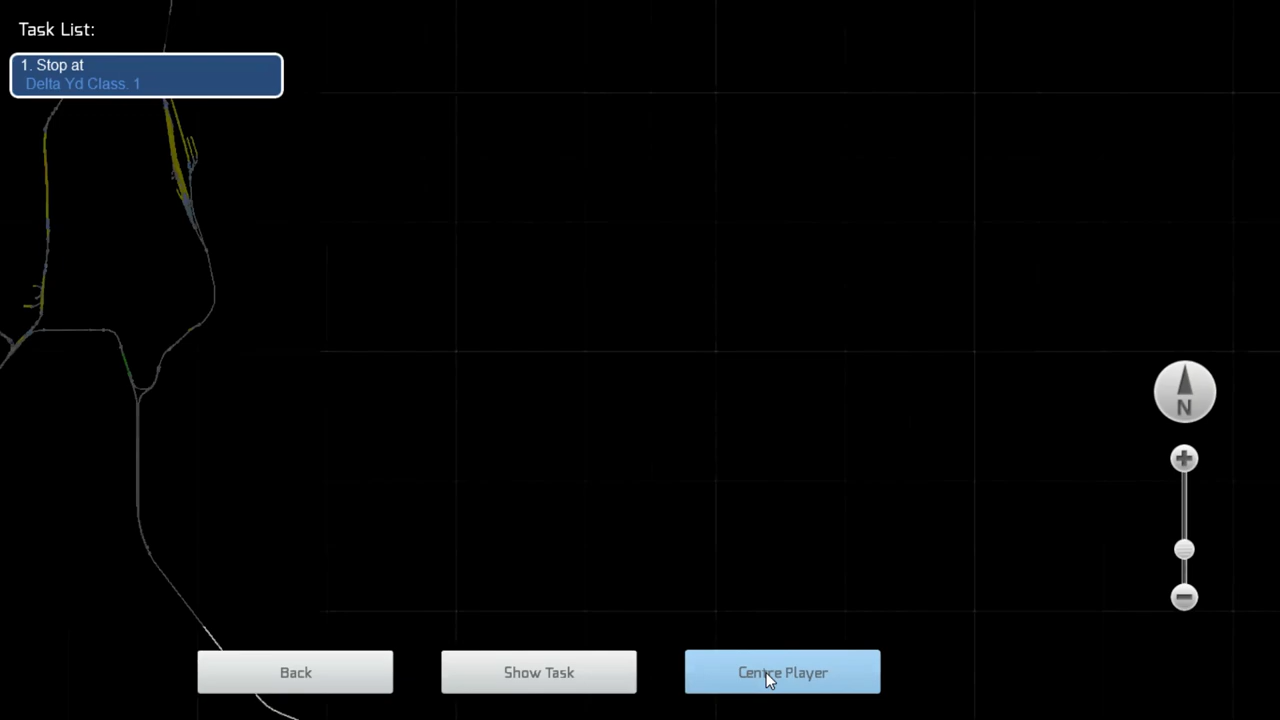 Task List:
1. Stop at
Delta Yd Class. 1
N
Back
Show Task
Centre Player